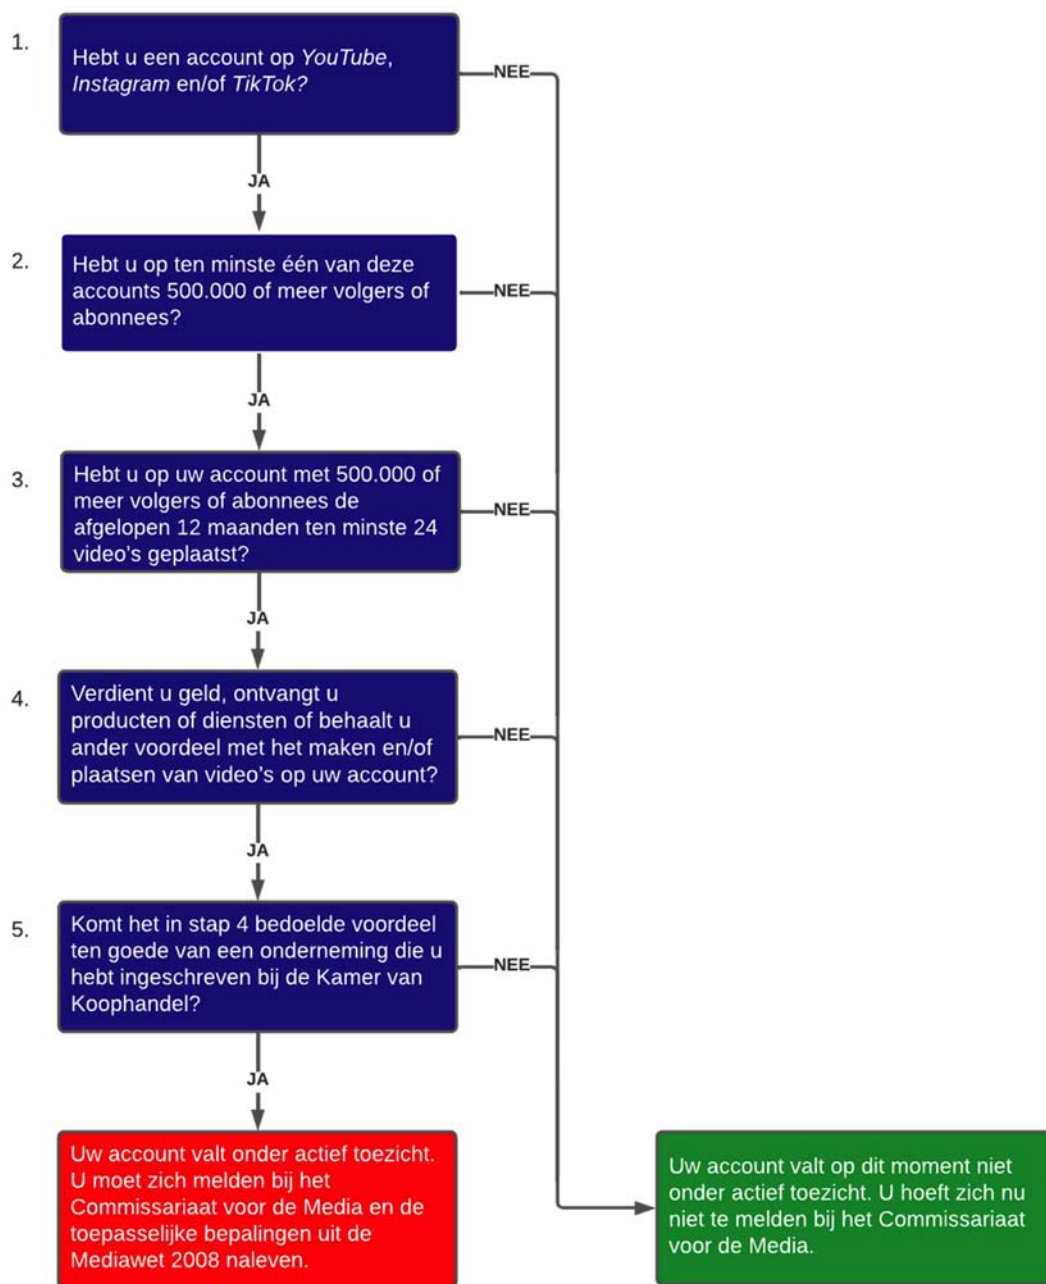 1.
Hebt u een account op YouTube,
Instagram en/of TikTok?
NEE
JA
2.
Hebt u op ten minste één van deze
accounts 500.000 of meer volgers of
abonnees?
NEE
JA
3.
Hebt u op uw account met 500.000 of
meer volgers of abonnees de
afgelopen 12 maanden ten minste 24
video's geplaatst?
NEE
JA
4.
Verdient u geld, ontvangt u
producten of diensten of behaalt u
ander voordeel met het maken en/of
plaatsen van video's op uw account?
NEE
JA
5.
Komt het in stap 4 bedoelde voordeel
ten goede van een onderneming die u
hebt ingeschreven bij de Kamer van
Koophandel?
NEE
JA
Uw account valt onder actief toezicht.
U moet zich melden bij het
Commissariaat voor de Media en de
toepasselijke bepalingen uit de
Mediawet 2008 naleven.
Uw account valt op dit moment niet
onder actief toezicht. U hoeft zich nu
niet te melden bij het Commissariaat
voor de Media.